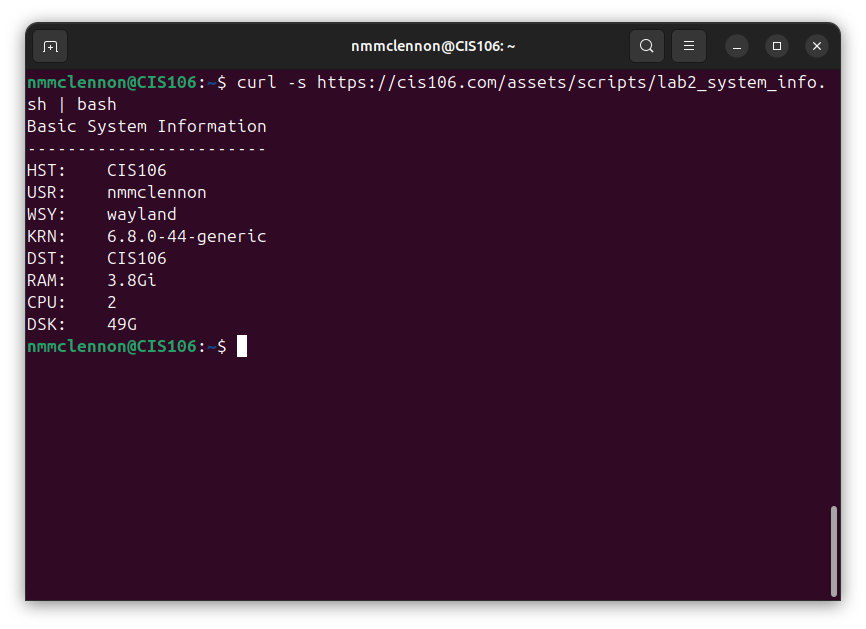 nmmclennon@CIS106: ~
nmmclennon@CIS106:~$ curl -s https://cis106.com/assets/scripts/lab2_system_info.
sh | bash
Basic System Information
------------------------
HST:    CIS106
USR:    nmmclennon
WSY:    wayland
KRN:    6.8.0-44-generic
DST:    CIS106
RAM:    3.8Gi
CPU:    2
DSK:    49G
nmmclennon@CIS106:~$